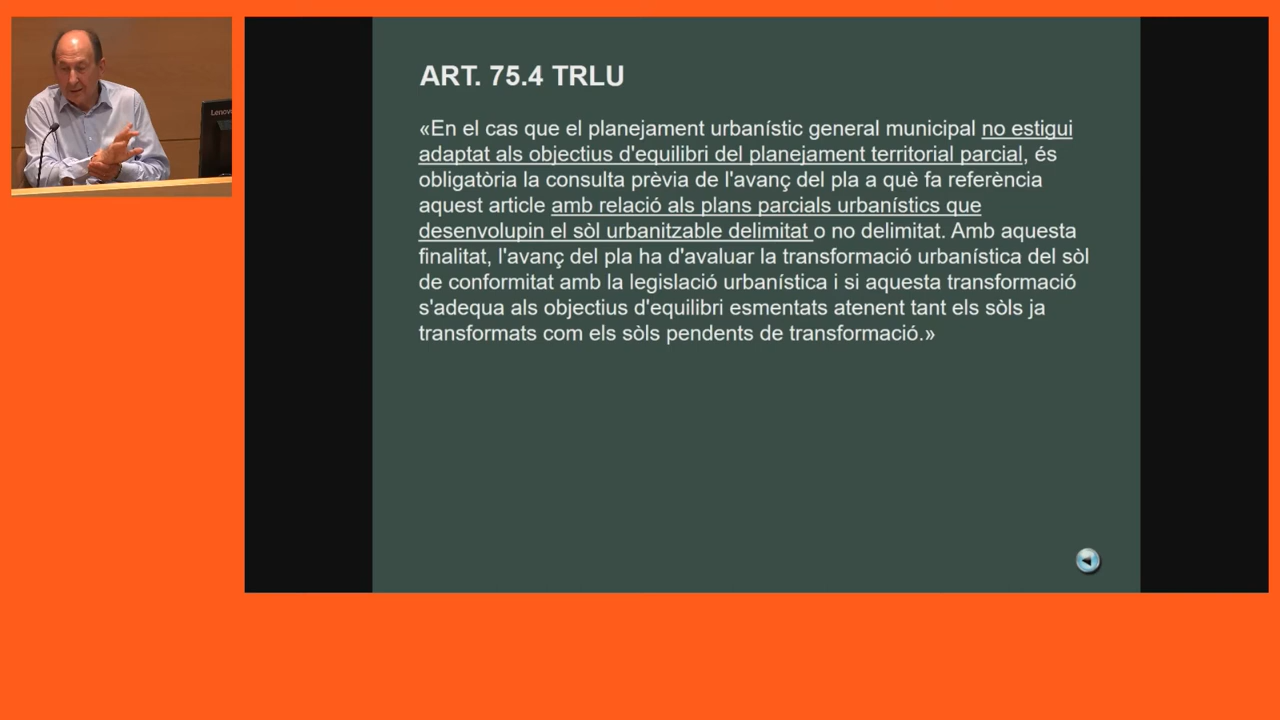 Lenovo
ART. 75.4 TRLU
«En el cas que el planejament urbanístic general municipal no estigui
adaptat als objectius d'equilibri del planejament territorial parcial, és
obligatòria la consulta prèvia de l'avanç del pla a què fa referència
aquest article amb relació als plans parcials urbanístics que
desenvolupin el sòl urbanitzable delimitat o no delimitat. Amb aquesta
finalitat, l'avanç del pla ha d'avaluar la transformació urbanística del sòl
de conformitat amb la legislació urbanística i si aquesta transformació
s'adequa als objectius d'equilibri esmentats atenent tant els sòls ja
transformats com els sòls pendents de transformació.»